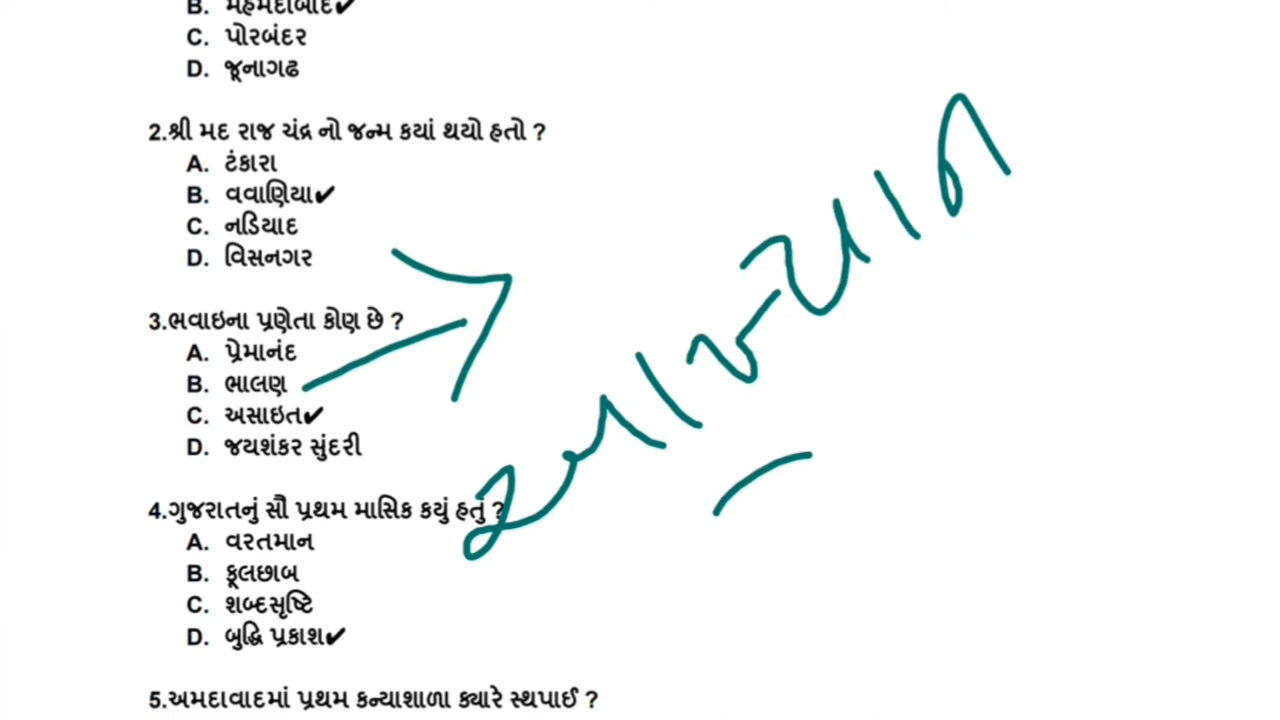 B. મહેમદાબાદ✔
C. પોરબંદર
D. જૂનાગઢ
2.શ્રી મદ રાજ ચંદ્ર નો જન્મ કયાં થયો હતો ?
A. ટંકારા
B. વવાણિયા✔
C. નડિયાદ
D. વિસનગર
3.ભવાઇના પ્રણેતા કોણ છે ?
A. પ્રેમાનંદ
B. ભાલણ
C. અસાઇત✔
D. જયશંકર સુંદરી
4.ગુજરાતનું સૌ પ્રથમ માસિક કયું હતું ?
A. વરતમાન
B. ફૂલછાબ
C. શબ્દસૃષ્ટિ
D. બુદ્ધિ પ્રકાશ✔
5.અમદાવાદમાં પ્રથમ કન્યાશાળા ક્યારે સ્થપાઈ ?